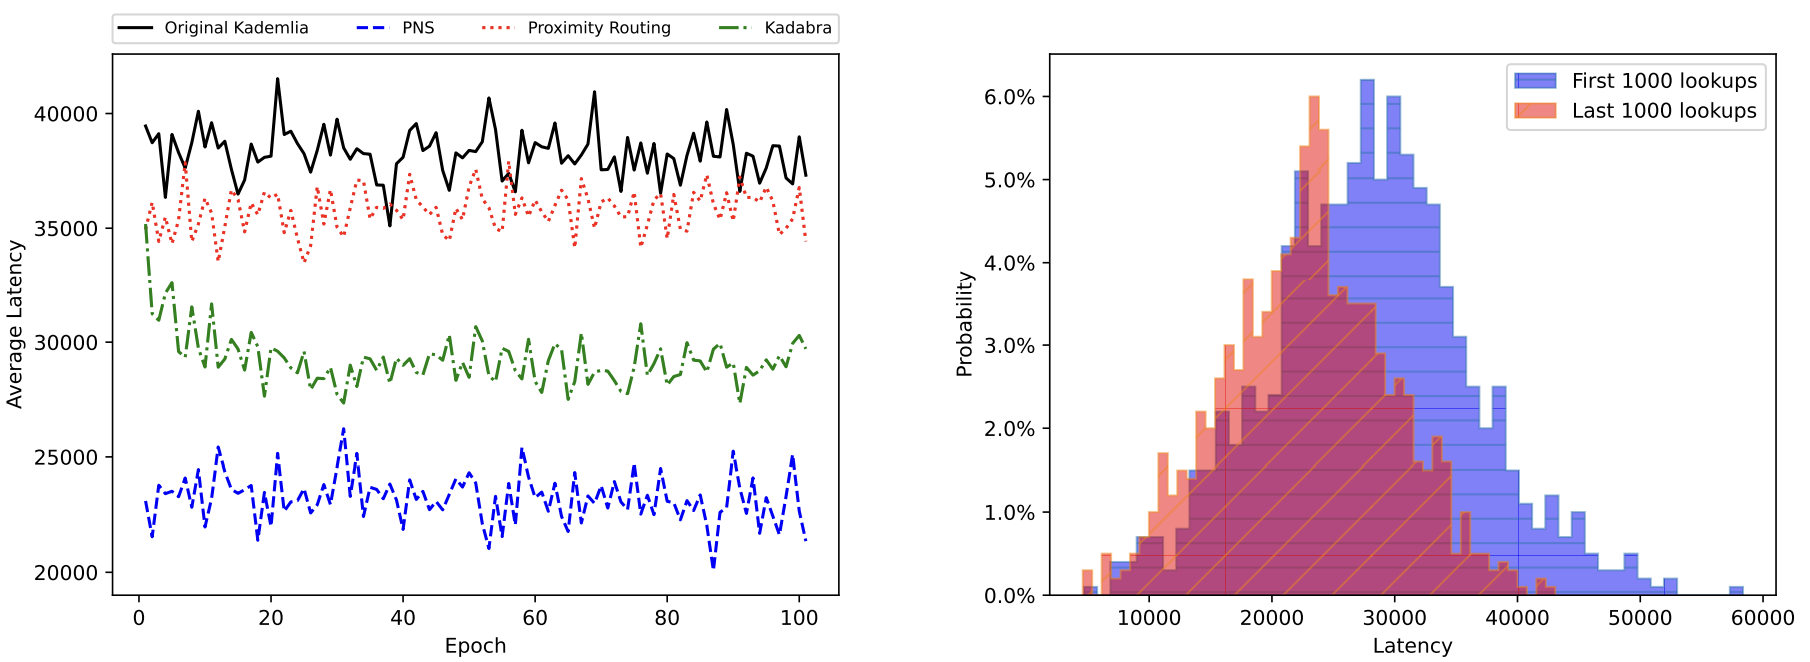 Original Kademlia PNS Proximity Routing Kadabra
Average Latency
40000
35000
30000
25000
20000
0 20 40 60 80 100
Epoch
First 1000 lookups
Last 1000 lookups
Probability
6.0%
5.0%
4.0%
3.0%
2.0%
1.0%
0.0%
10000 20000 30000 40000 50000 60000
Latency